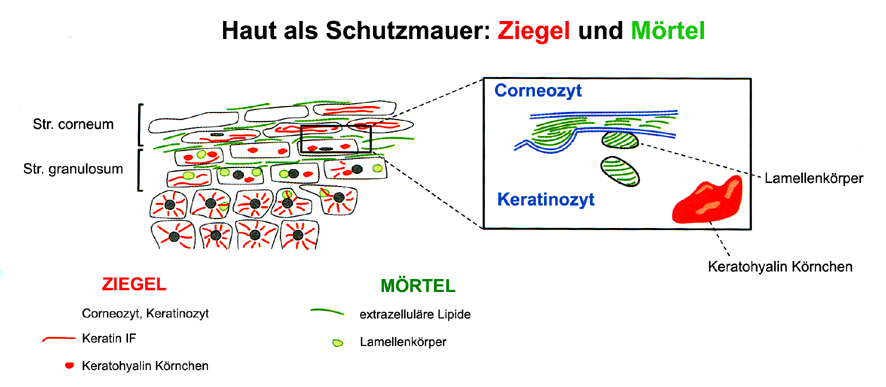 Haut als Schutzmauer: Ziegel und Mörtel
Str. corneum
Str. granulosum
Corneozyt
Keratinozyt
Lamellenkörper
Keratohyalin Körnchen
ZIEGEL
Corneozyt, Keratinozyt
Keratin IF
Keratohyalin Körnchen
MÖRTEL
extrazelluläre Lipide
Lamellenkörper